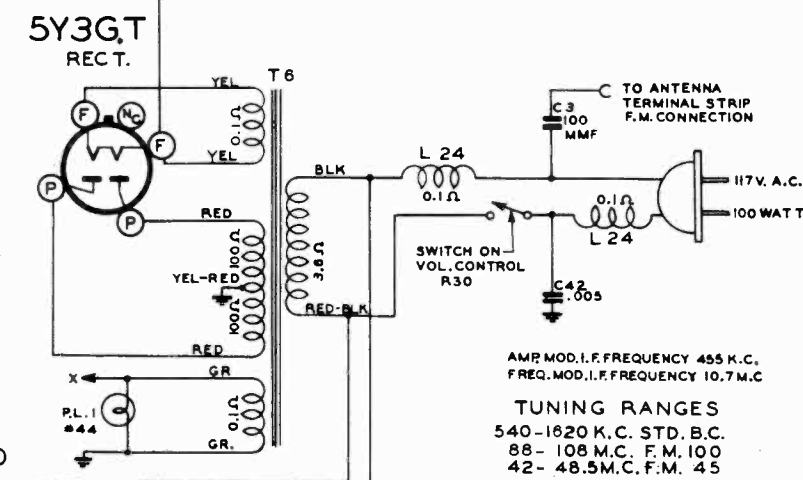 5Y3G,T
RECT.
YEL
T6
F
NC
F
0.1Ω
YEL
P
P
RED
100Ω
YEL-RED
100Ω
RED
X
GR
P.L.1
#44
0.1Ω
GR.
BLK
3.6Ω
RED-BLK
L 24
0.1Ω
C3
100
MMF
TO ANTENNA
TERMINAL STRIP
F.M. CONNECTION
117 V. A.C.
100 WATT
0.1Ω
L 24
SWITCH ON
VOL. CONTROL
R30
C42
.005
AMP. MOD. I.F. FREQUENCY 455 K.C.
FREQ. MOD. I.F. FREQUENCY 10.7 M.C
TUNING RANGES
540-1620 K.C. STD. B.C.
88- 108 M.C. F.M. 100
42- 48.5 M.C. F.M. 45